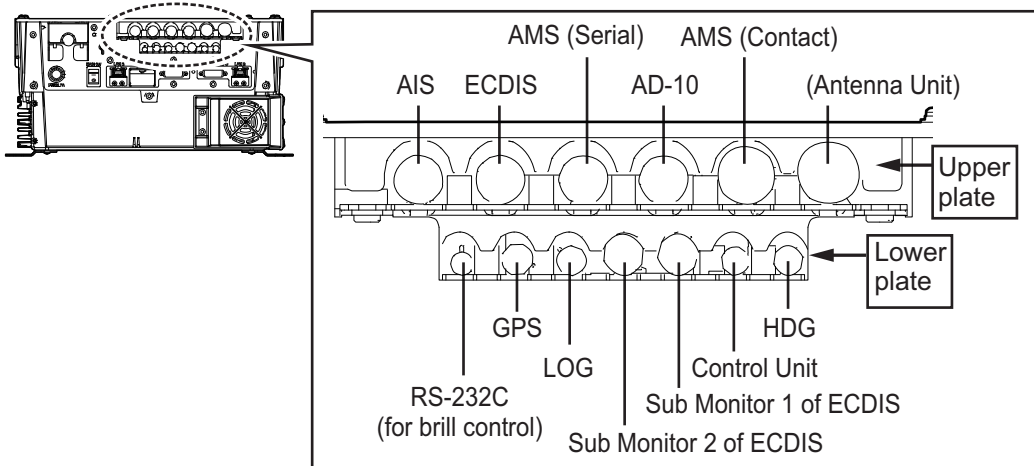 AMS (Serial)
AMS (Contact)
AIS
ECDIS
AD-10
(Antenna Unit)
Upper
plate
Lower
plate
GPS
HDG
LOG
Control Unit
RS-232C
(for brill control)
Sub Monitor 1 of ECDIS
Sub Monitor 2 of ECDIS